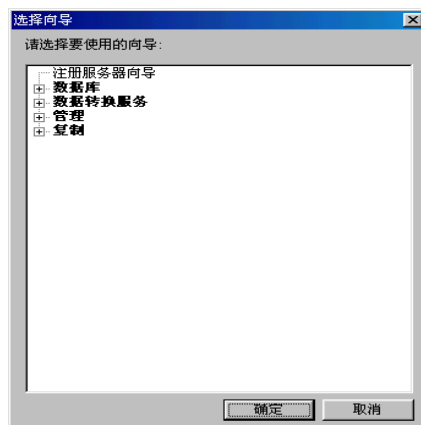 选择向导
请选择要使用的向导:
注册服务器向导
数据库
数据转换服务
管理
复制
确定 取消